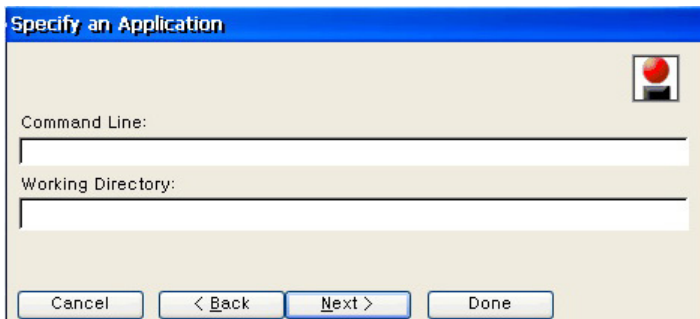 Specify an Application
Command Line:
Working Directory:
Cancel < Back Next > Done